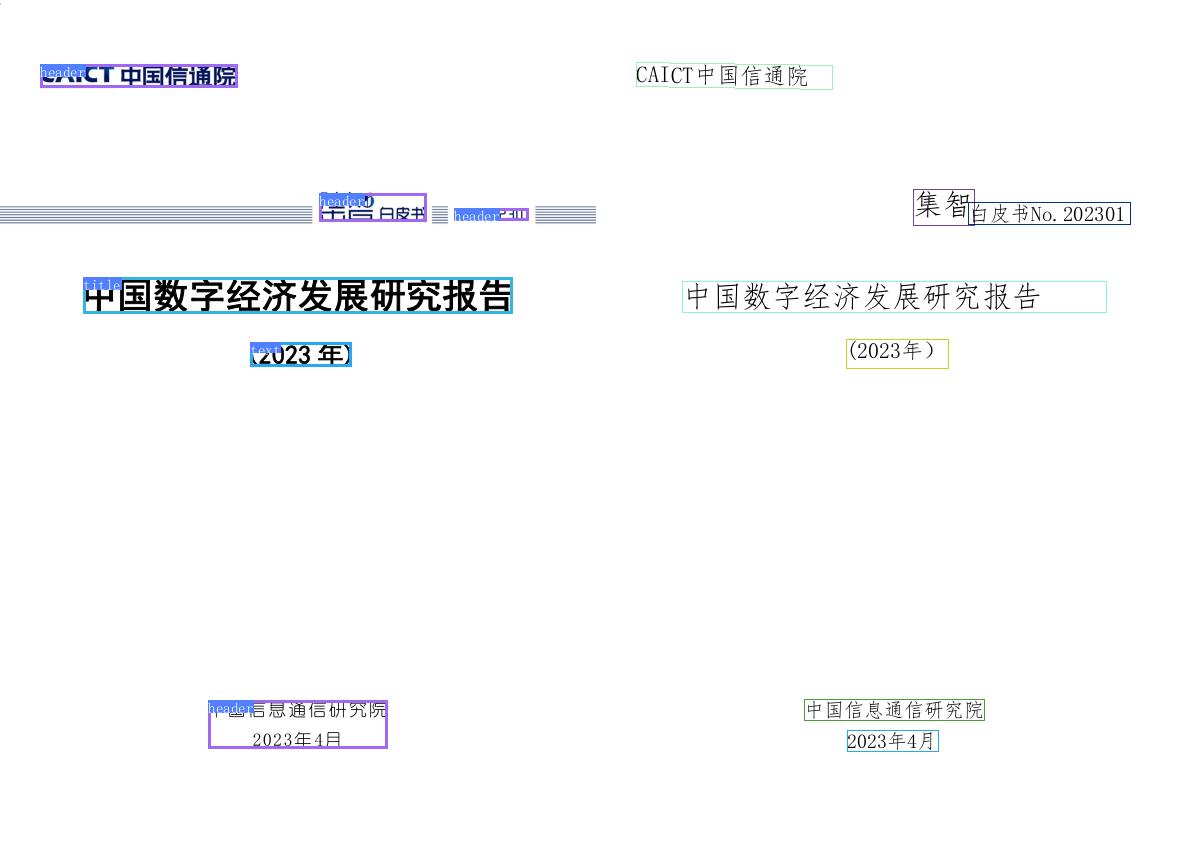 header
CAICT 中国信通院
header
白皮书
header
title
中国数字经济发展研究报告
text
(2023 年)
header
中国信息通信研究院
2023年4月
CAICT中国信通院
集智
白皮书No.202301
中国数字经济发展研究报告
(2023年）
中国信息通信研究院
2023年4月